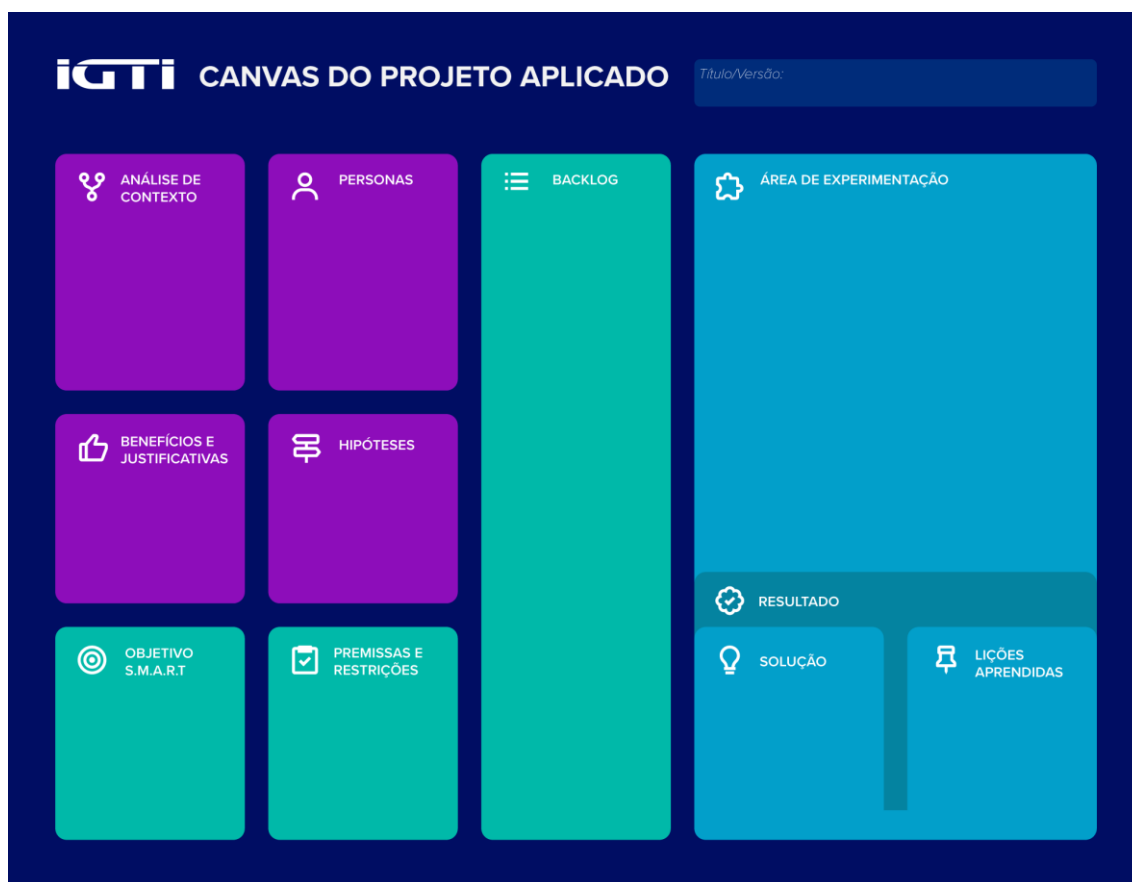 iGTi CANVAS DO PROJETO APLICADO
Título/Versão:
ANÁLISE DE
CONTEXTO
PERSONAS
BACKLOG
ÁREA DE EXPERIMENTAÇÃO
BENEFÍCIOS E
JUSTIFICATIVAS
HIPÓTESES
RESULTADO
OBJETIVO
S.M.A.R.T
PREMISSAS E
RESTRIÇÕES
SOLUÇÃO
LIÇÕES
APRENDIDAS